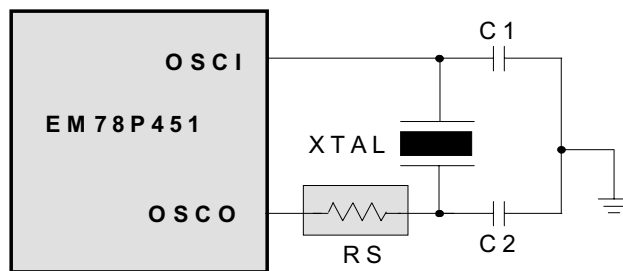 C1
OSCI
EM78P451
XTAL
OSCO
C2
RS